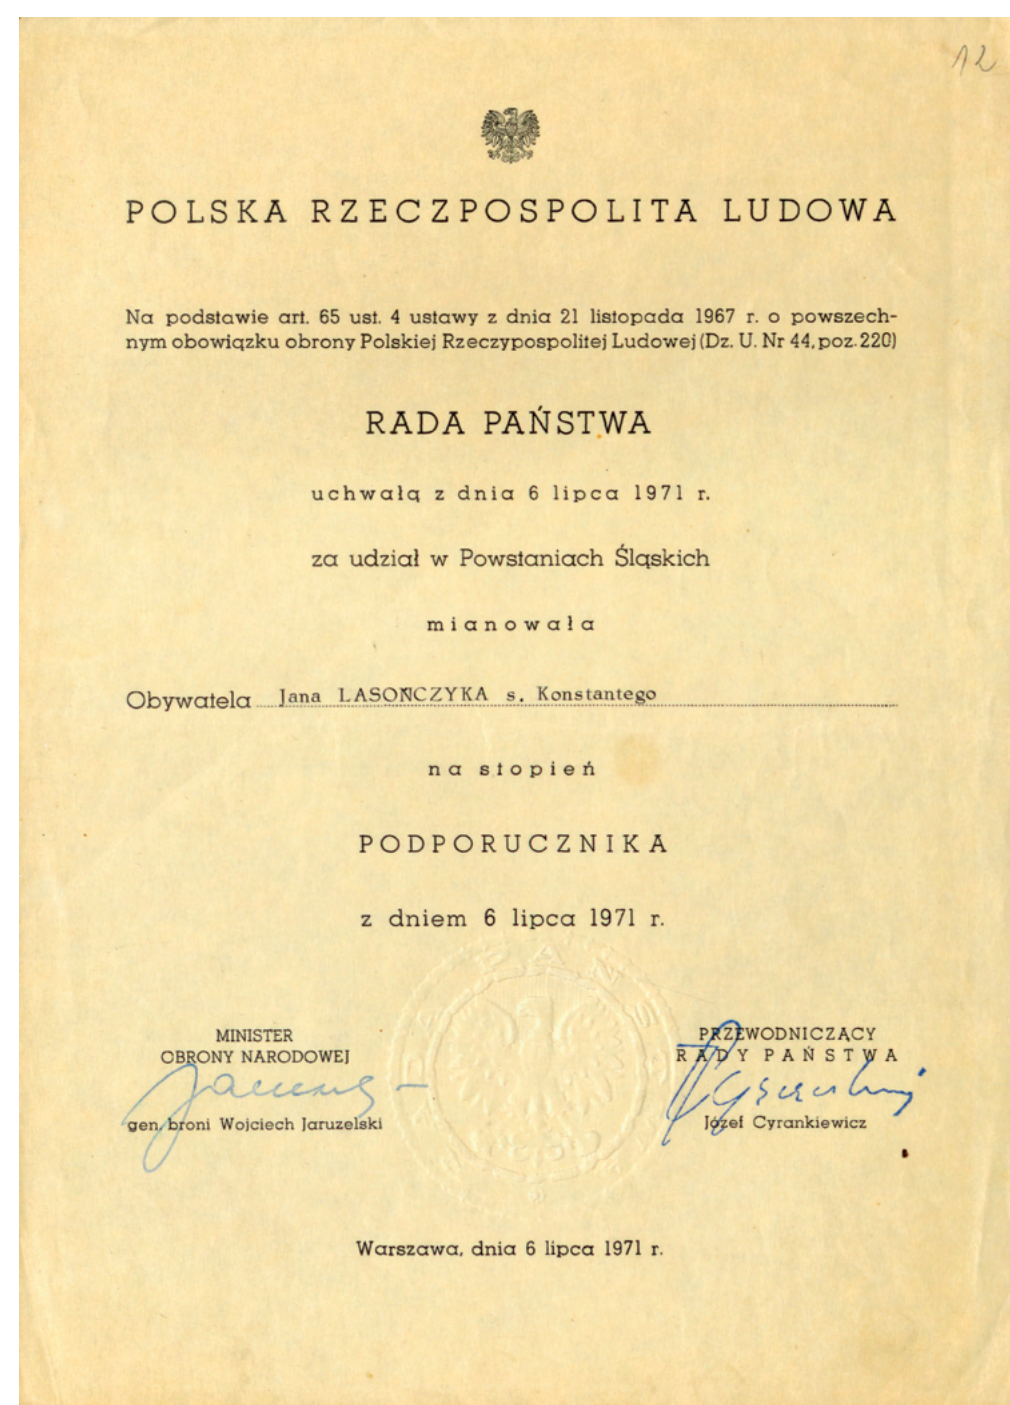 12
POLSKA RZECZPOSPOLITA LUDOWA
Na podstawie art. 65 ust. 4 ustawy z dnia 21 listopada 1967 r. o powszech-
nym obowiązku obrony Polskiej Rzeczypospolitej Ludowej (Dz. U. Nr 44, poz. 220)
RADA PAŃSTWA
uchwałą z dnia 6 lipca 1971 r.
za udział w Powstaniach Śląskich
mianowała
Obywatela Jana LASOŃCZYKA s. Konstantego
na stopień
PODPORUCZNIKA
z dniem 6 lipca 1971 r.
MINISTER
OBRONY NARODOWEJ
gen. broni Wojciech Jaruzelski
PRZEWODNICZĄCY
RADY PAŃSTWA
Józef Cyrankiewicz
Warszawa, dnia 6 lipca 1971 r.